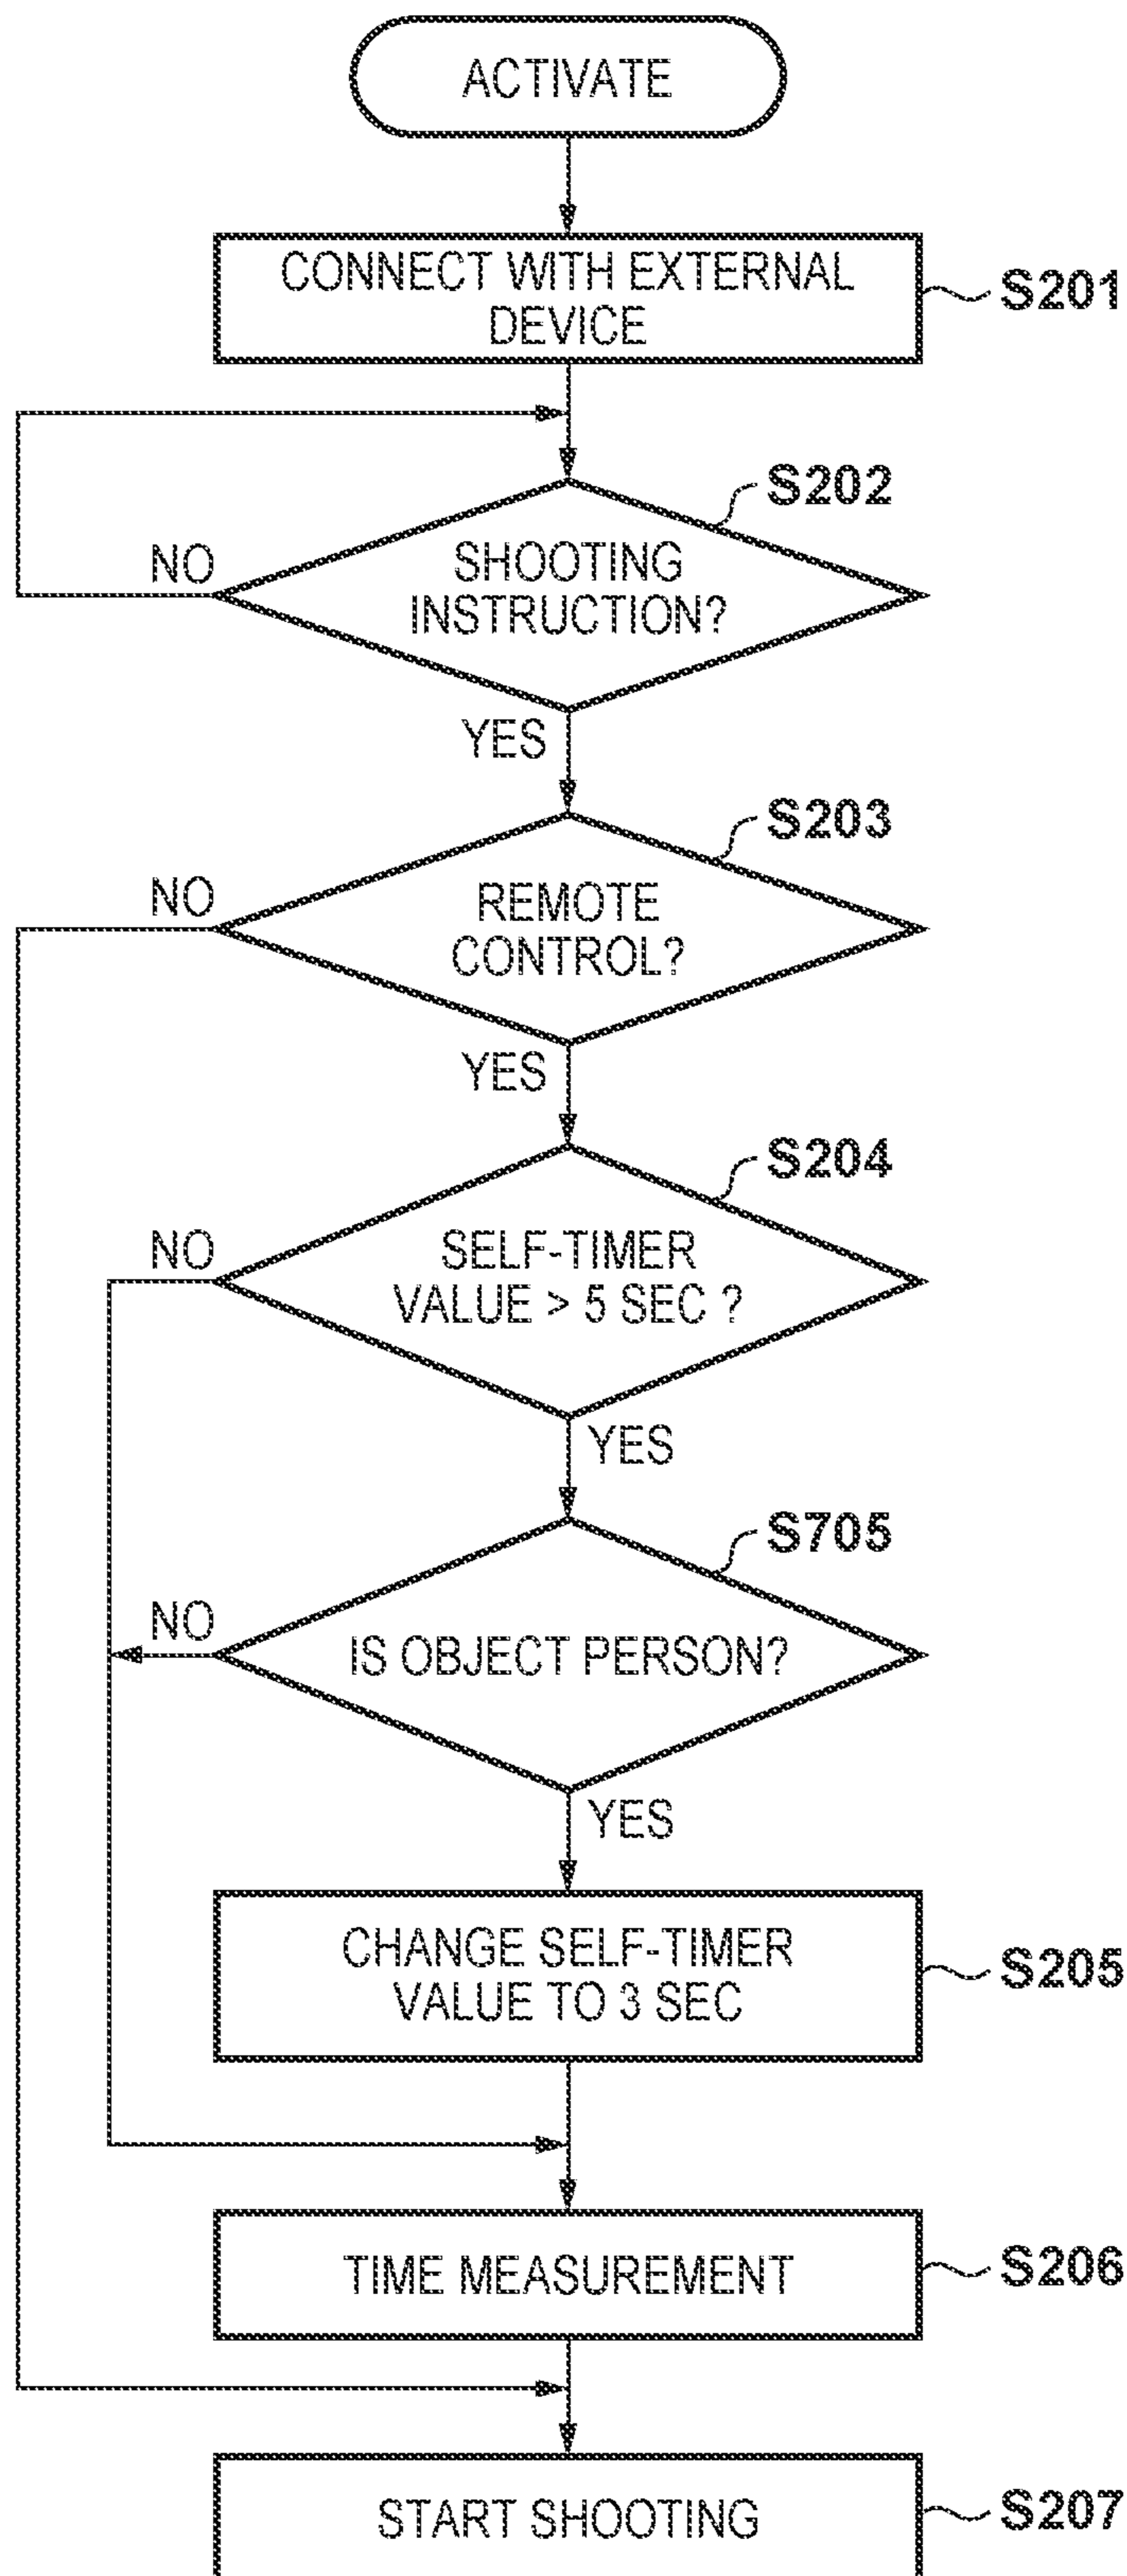 ACTIVATE
CONNECT WITH EXTERNAL
DEVICE
S201
S202
NO
SHOOTING
INSTRUCTION?
YES
S203
NO
REMOTE
CONTROL?
YES
S204
NO
SELF-TIMER
VALUE > 5 SEC ?
YES
S705
NO
IS OBJECT PERSON?
YES
CHANGE SELF-TIMER
VALUE TO 3 SEC
S205
TIME MEASUREMENT
S206
START SHOOTING
S207